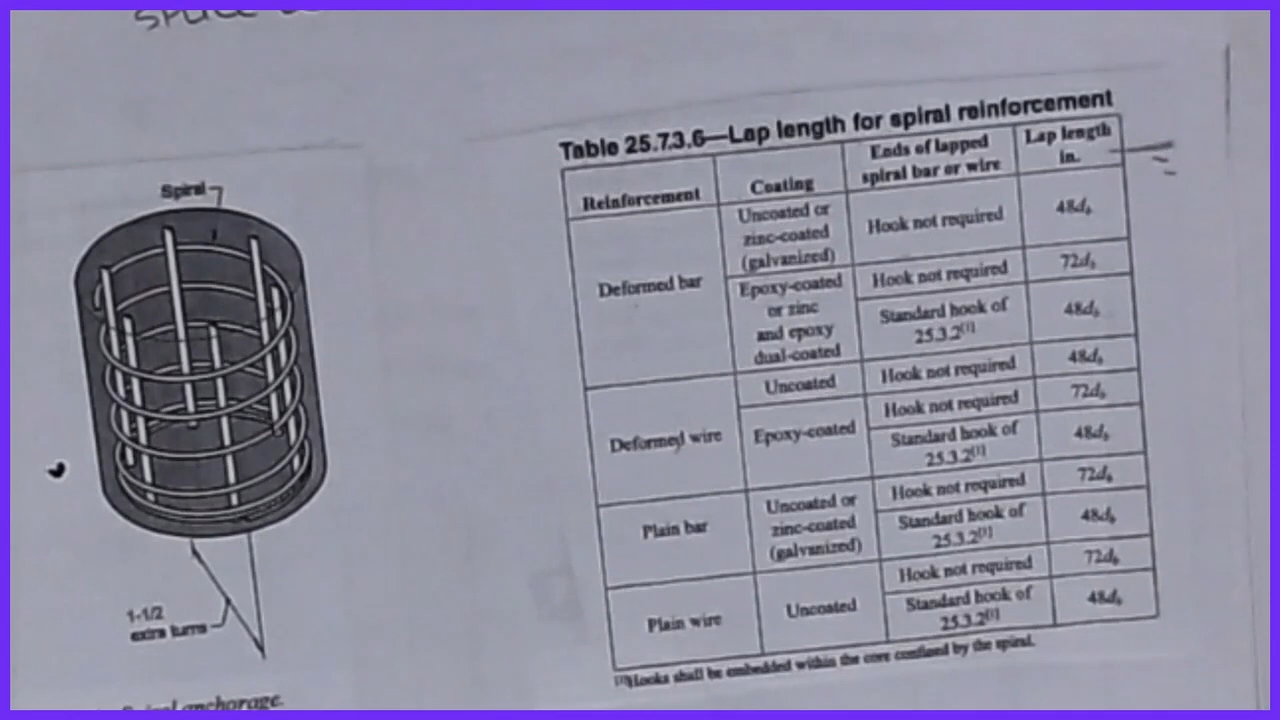 SPLICE
Spiral
1-1/2
extra turns
Spiral anchorage.
Table 25.7.3.6—Lap length for spiral reinforcement
Reinforcement
Coating
Ends of lapped
spiral bar or wire
Lap length
in.
Deformed bar
Uncoated or
zinc-coated
(galvanized)
Hook not required
48d_b
Epoxy-coated
or zinc
and epoxy
dual-coated
Hook not required
72d_b
Standard hook of
25.3.2[1]
48d_b
Deformed wire
Uncoated
Hook not required
48d_b
Epoxy-coated
Hook not required
72d_b
Standard hook of
25.3.2[1]
48d_b
Plain bar
Uncoated or
zinc-coated
(galvanized)
Hook not required
72d_b
Standard hook of
25.3.2[1]
48d_b
Plain wire
Uncoated
Hook not required
72d_b
Standard hook of
25.3.2[1]
48d_b
[1]Hooks shall be embedded within the core confined by the spiral.